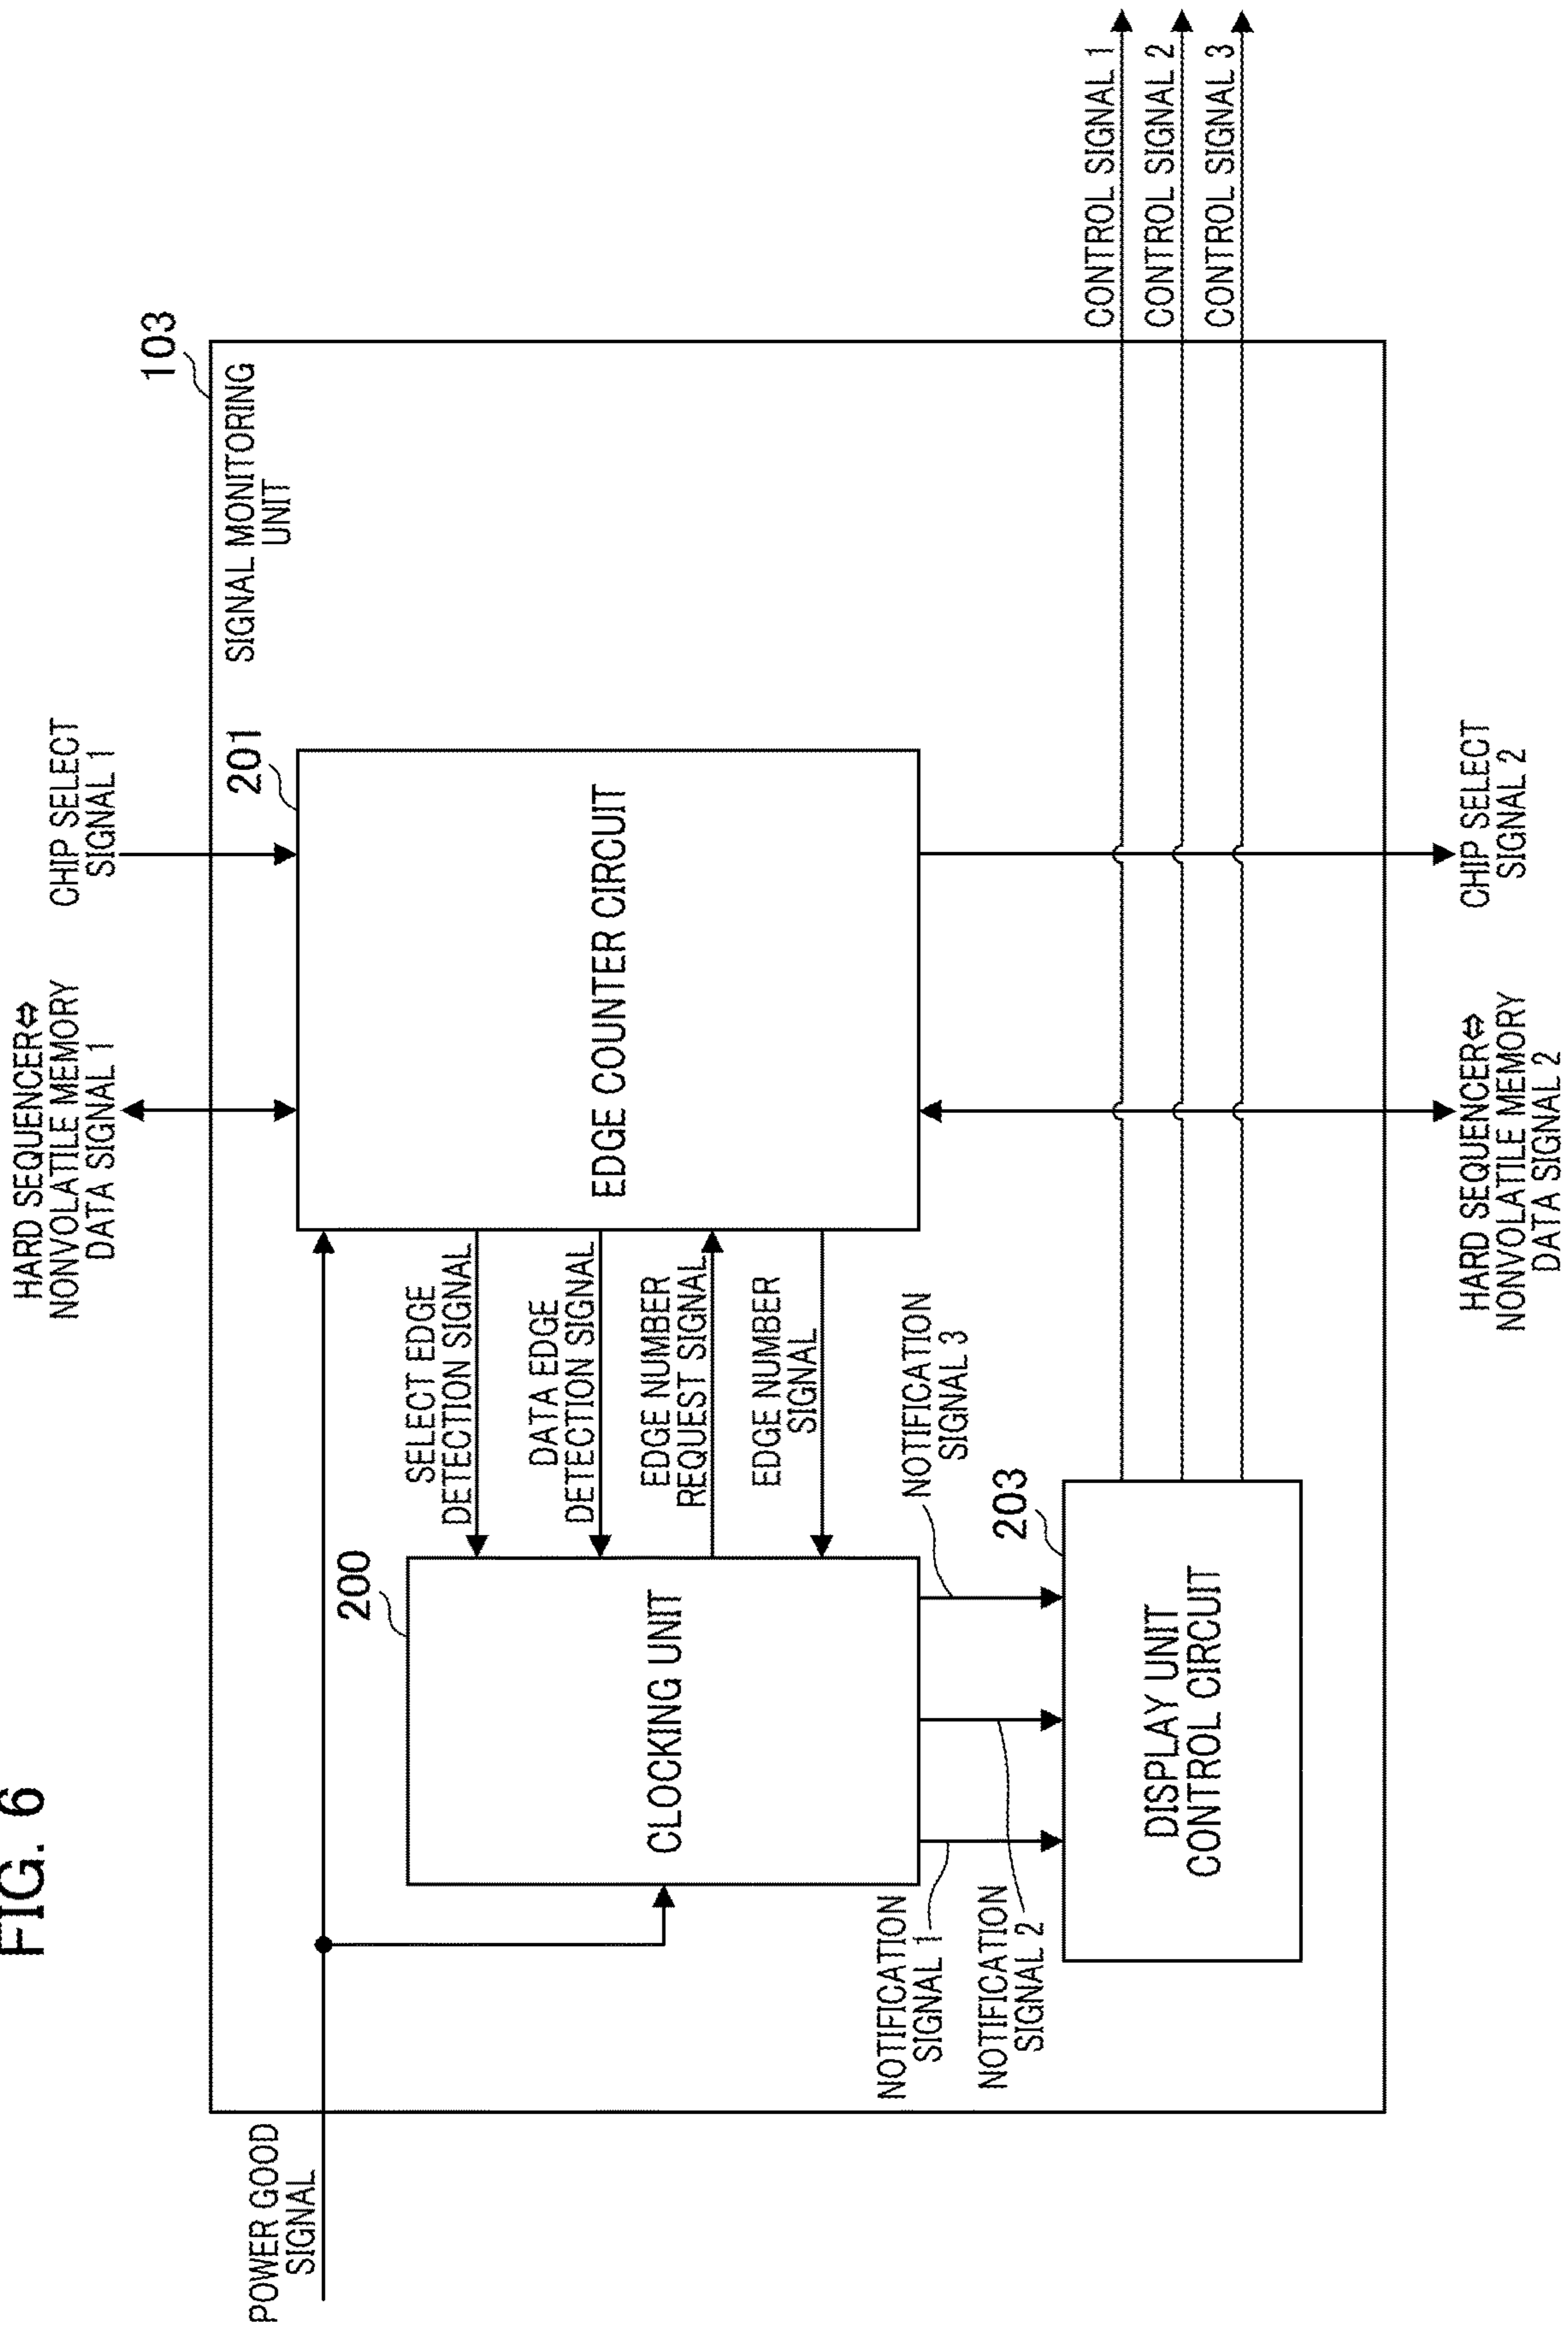 FIG. 6
HARD SEQUENCER⇔
NONVOLATILE MEMORY
DATA SIGNAL 1
CHIP SELECT
SIGNAL 1
103
SIGNAL MONITORING
UNIT
201
POWER GOOD
SIGNAL
EDGE COUNTER CIRCUIT
SELECT EDGE
DETECTION SIGNAL
DATA EDGE
DETECTION SIGNAL
EDGE NUMBER
REQUEST SIGNAL
EDGE NUMBER
SIGNAL
200
CLOCKING UNIT
NOTIFICATION
SIGNAL 1
NOTIFICATION
SIGNAL 2
NOTIFICATION
SIGNAL 3
203
DISPLAY UNIT
CONTROL CIRCUIT
CONTROL SIGNAL 1
CONTROL SIGNAL 2
CONTROL SIGNAL 3
HARD SEQUENCER⇔
NONVOLATILE MEMORY
DATA SIGNAL 2
CHIP SELECT
SIGNAL 2